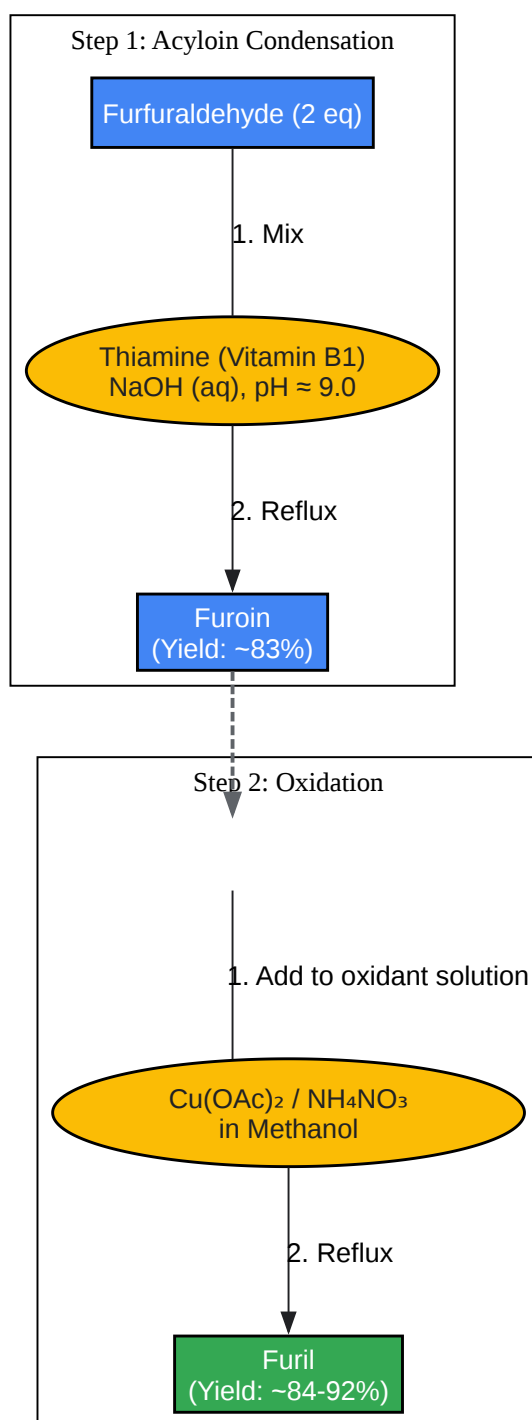 Step 1: Acyloin Condensation
Furfuraldehyde (2 eq)
1. Mix
Thiamine (Vitamin B1)
NaOH (aq), pH ≈ 9.0
2. Reflux
Furoin
(Yield: ~83%)
Step 2: Oxidation
1. Add to oxidant solution
Cu(OAc)₂ / NH₄NO₃
in Methanol
2. Reflux
Furil
(Yield: ~84-92%)